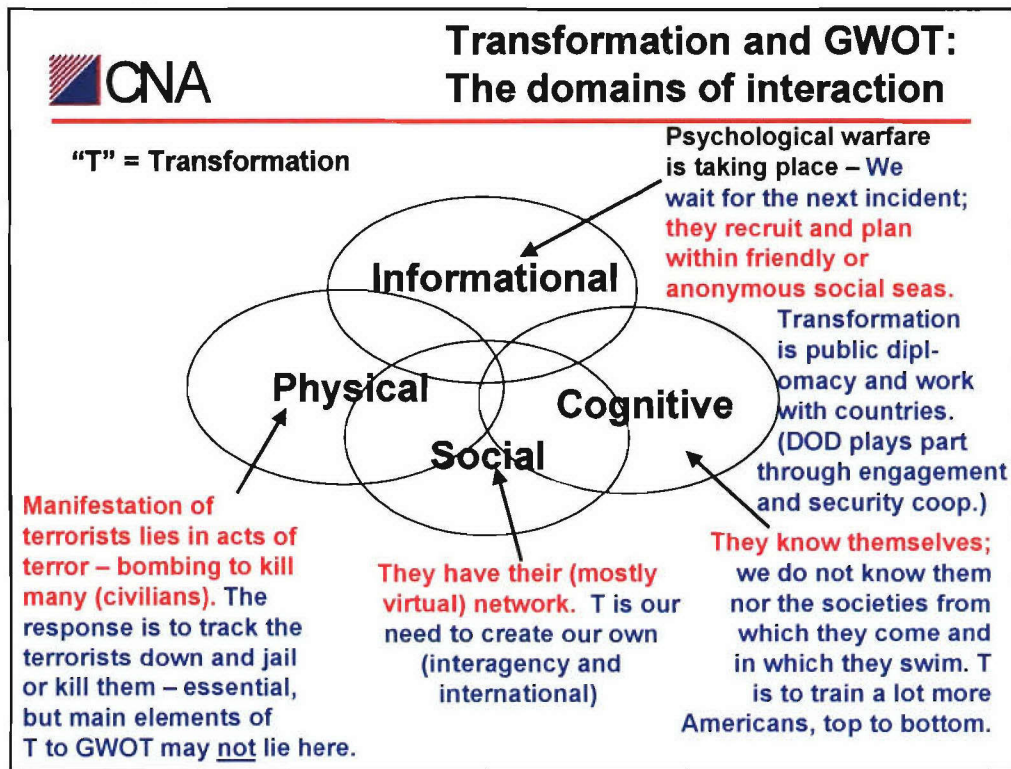 CNA
Transformation and GWOT:
The domains of interaction
"T" = Transformation
Psychological warfare
is taking place – We
wait for the next incident;
they recruit and plan
within friendly or
anonymous social seas.
Transformation
is public dipl-
omacy and work
with countries.
(DOD plays part
through engagement
and security coop.)
Informational
Physical
Cognitive
Social
Manifestation of
terrorists lies in acts of
terror – bombing to kill
many (civilians). The
response is to track the
terrorists down and jail
or kill them – essential,
but main elements of
T to GWOT may not lie here.
They have their (mostly
virtual) network. T is our
need to create our own
(interagency and
international)
They know themselves;
we do not know them
nor the societies from
which they come and
in which they swim. T
is to train a lot more
Americans, top to bottom.